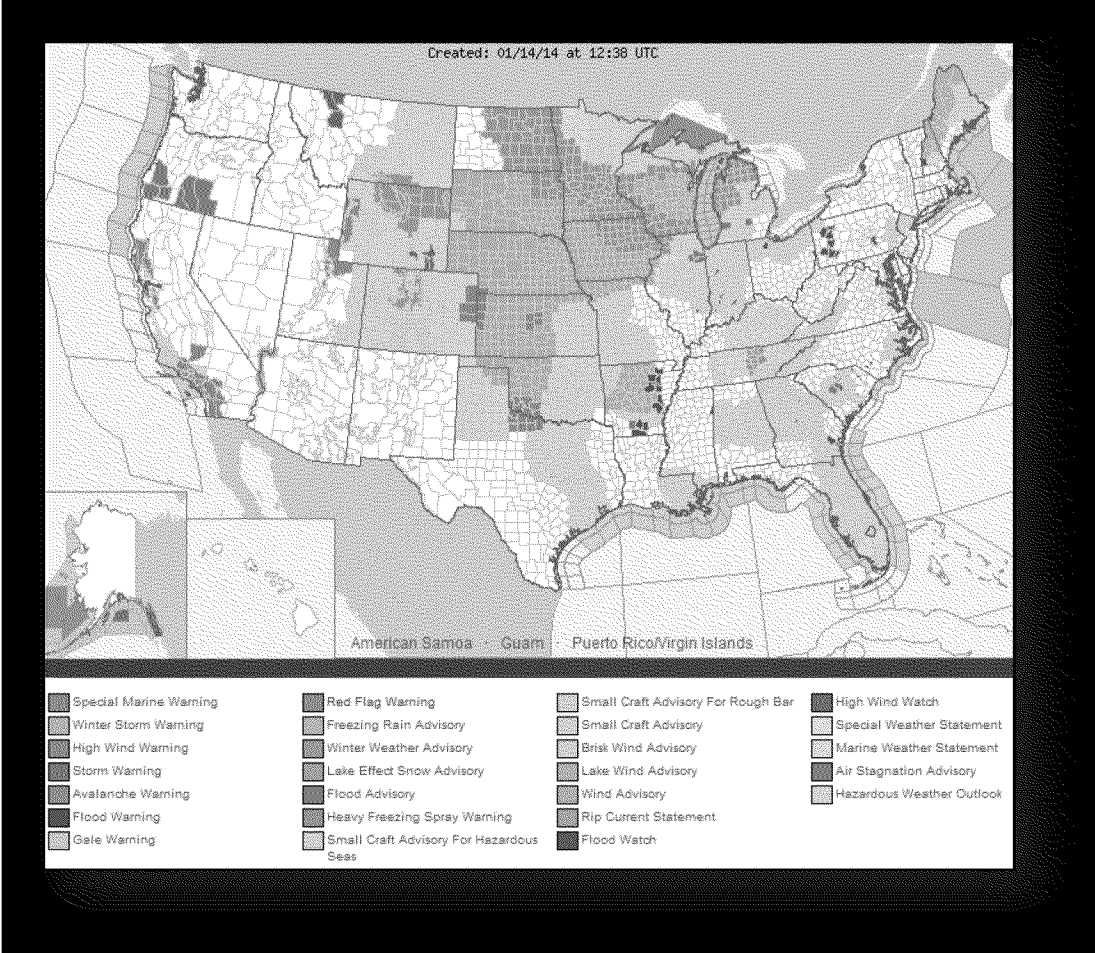 Created: 01/14/14 at 12:38 UTC
American Samoa · Guam · Puerto Rico/Virgin Islands
Special Marine Warning
Winter Storm Warning
High Wind Warning
Storm Warning
Avalanche Warning
Flood Warning
Gale Warning
Red Flag Warning
Freezing Rain Advisory
Winter Weather Advisory
Lake Effect Snow Advisory
Flood Advisory
Heavy Freezing Spray Warning
Small Craft Advisory For Hazardous
Seas
Small Craft Advisory For Rough Bar
Small Craft Advisory
Brisk Wind Advisory
Lake Wind Advisory
Wind Advisory
Rip Current Statement
Flood Watch
High Wind Watch
Special Weather Statement
Marine Weather Statement
Air Stagnation Advisory
Hazardous Weather Outlook